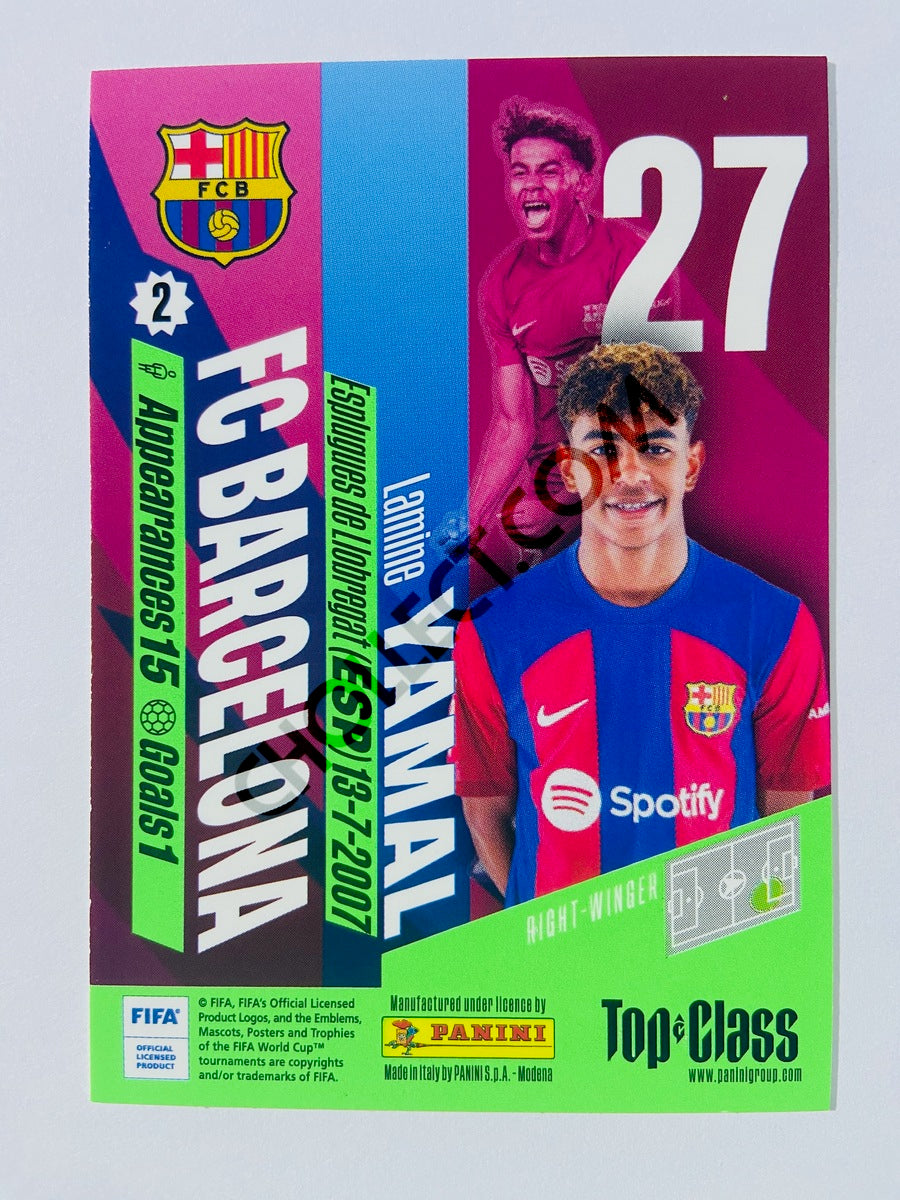 27
FCB
2
Appearances 15 Goals 1
FC BARCELONA
Lamine
YAMAL
Esplugues de Llobregat (ESP) 13-7-2007
CHOLLECT.COM
FCB
Spotify
RIGHT-WINGER
FIFA®
OFFICIAL
LICENSED
PRODUCT
© FIFA, FIFA's Official Licensed
Product Logos, and the Emblems,
Mascots, Posters and Trophies
of the FIFA World Cup™
tournaments are copyrights
and/or trademarks of FIFA.
Manufactured under licence by
PANINI
Made in Italy by PANINI S.p.A. - Modena
Top Class
www.paninigroup.com